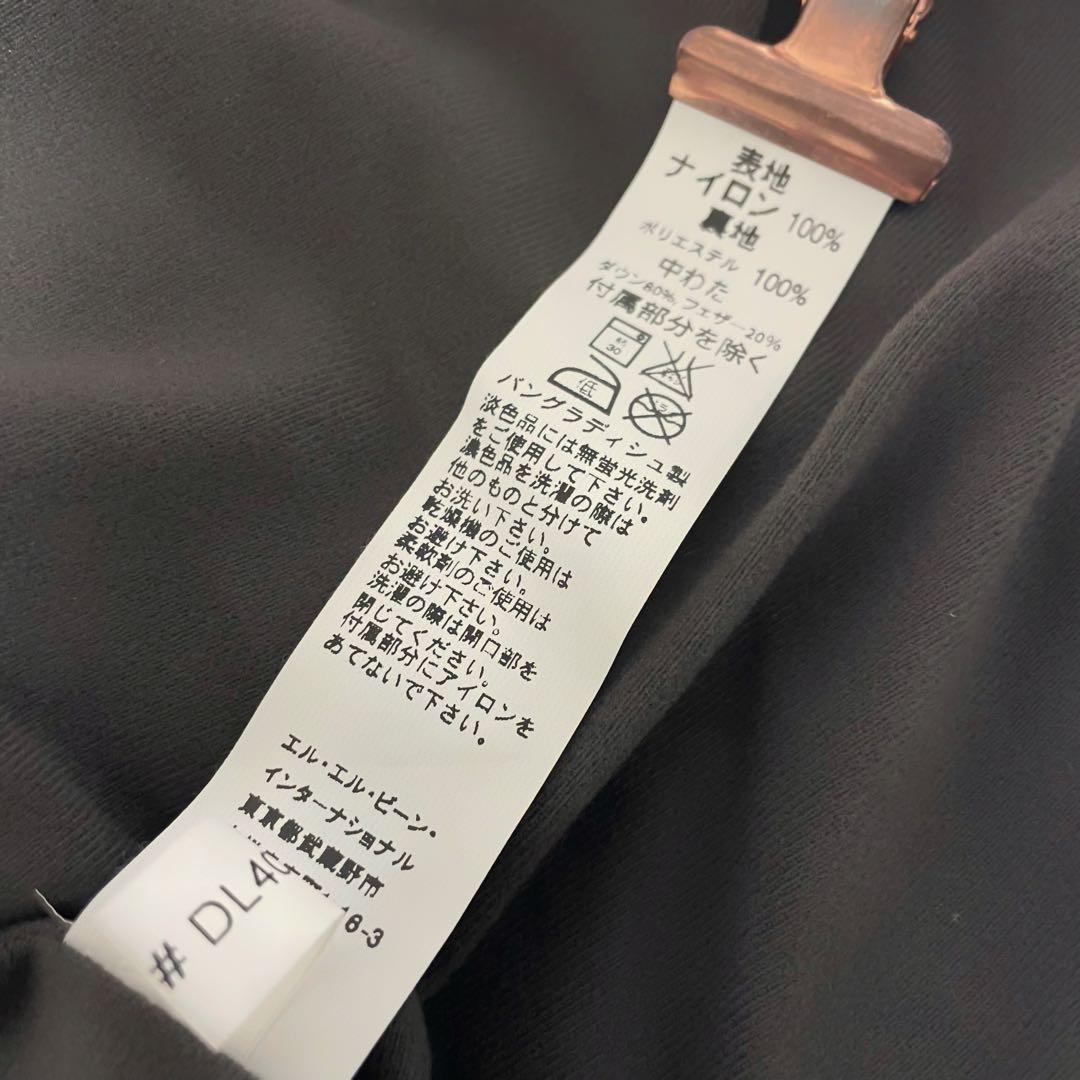 表地
ナイロン 100%
裏地
ポリエステル 100%
中わた
ダウン80%, フェザー20%
付属部分を除く
30
低
バングラディシュ製
淡色品には無蛍光洗剤
をご使用して下さい。
濃色品を洗濯の際は
他のものと分けて
お洗い下さい。
乾燥機のご使用は
お避け下さい。
柔軟剤のご使用は
お避け下さい。
洗濯の際は開口部を
閉じてください。
付属部分にアイロンを
あてないで下さい。
エル・エル・ビーン・
インターナショナル
東京都武蔵野市
16-3
# DL40